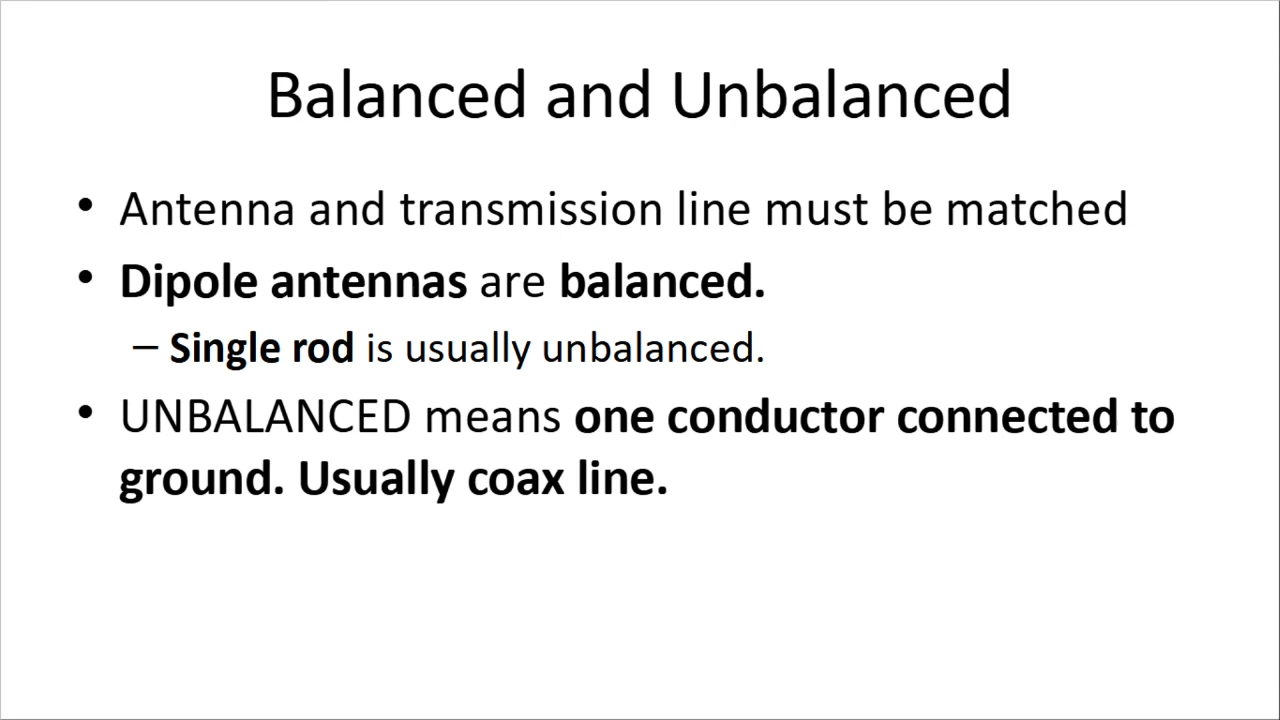 Balanced and Unbalanced
• Antenna and transmission line must be matched
• Dipole antennas are balanced.
– Single rod is usually unbalanced.
• UNBALANCED means one conductor connected to
ground. Usually coax line.